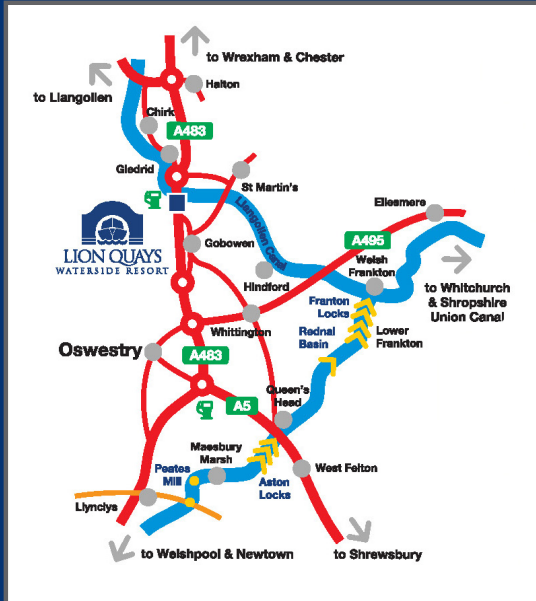 to Wrexham & Chester
to Llangollen
Halton
Chirk
A483
Gledrid
St Martin's
Ellesmere
LION QUAYS
WATERSIDE RESORT
Gobowen
Llangollen Canal
A495
Welsh
Frankton
Hindford
to Whitchurch
& Shropshire
Union Canal
Franton
Locks
Whittington
Rednal
Basin
Lower
Frankton
Oswestry
A483
Queen's
Head
A5
Maesbury
Marsh
Peates
Mill
West Felton
Aston
Locks
Llynclys
to Welshpool & Newtown
to Shrewsbury